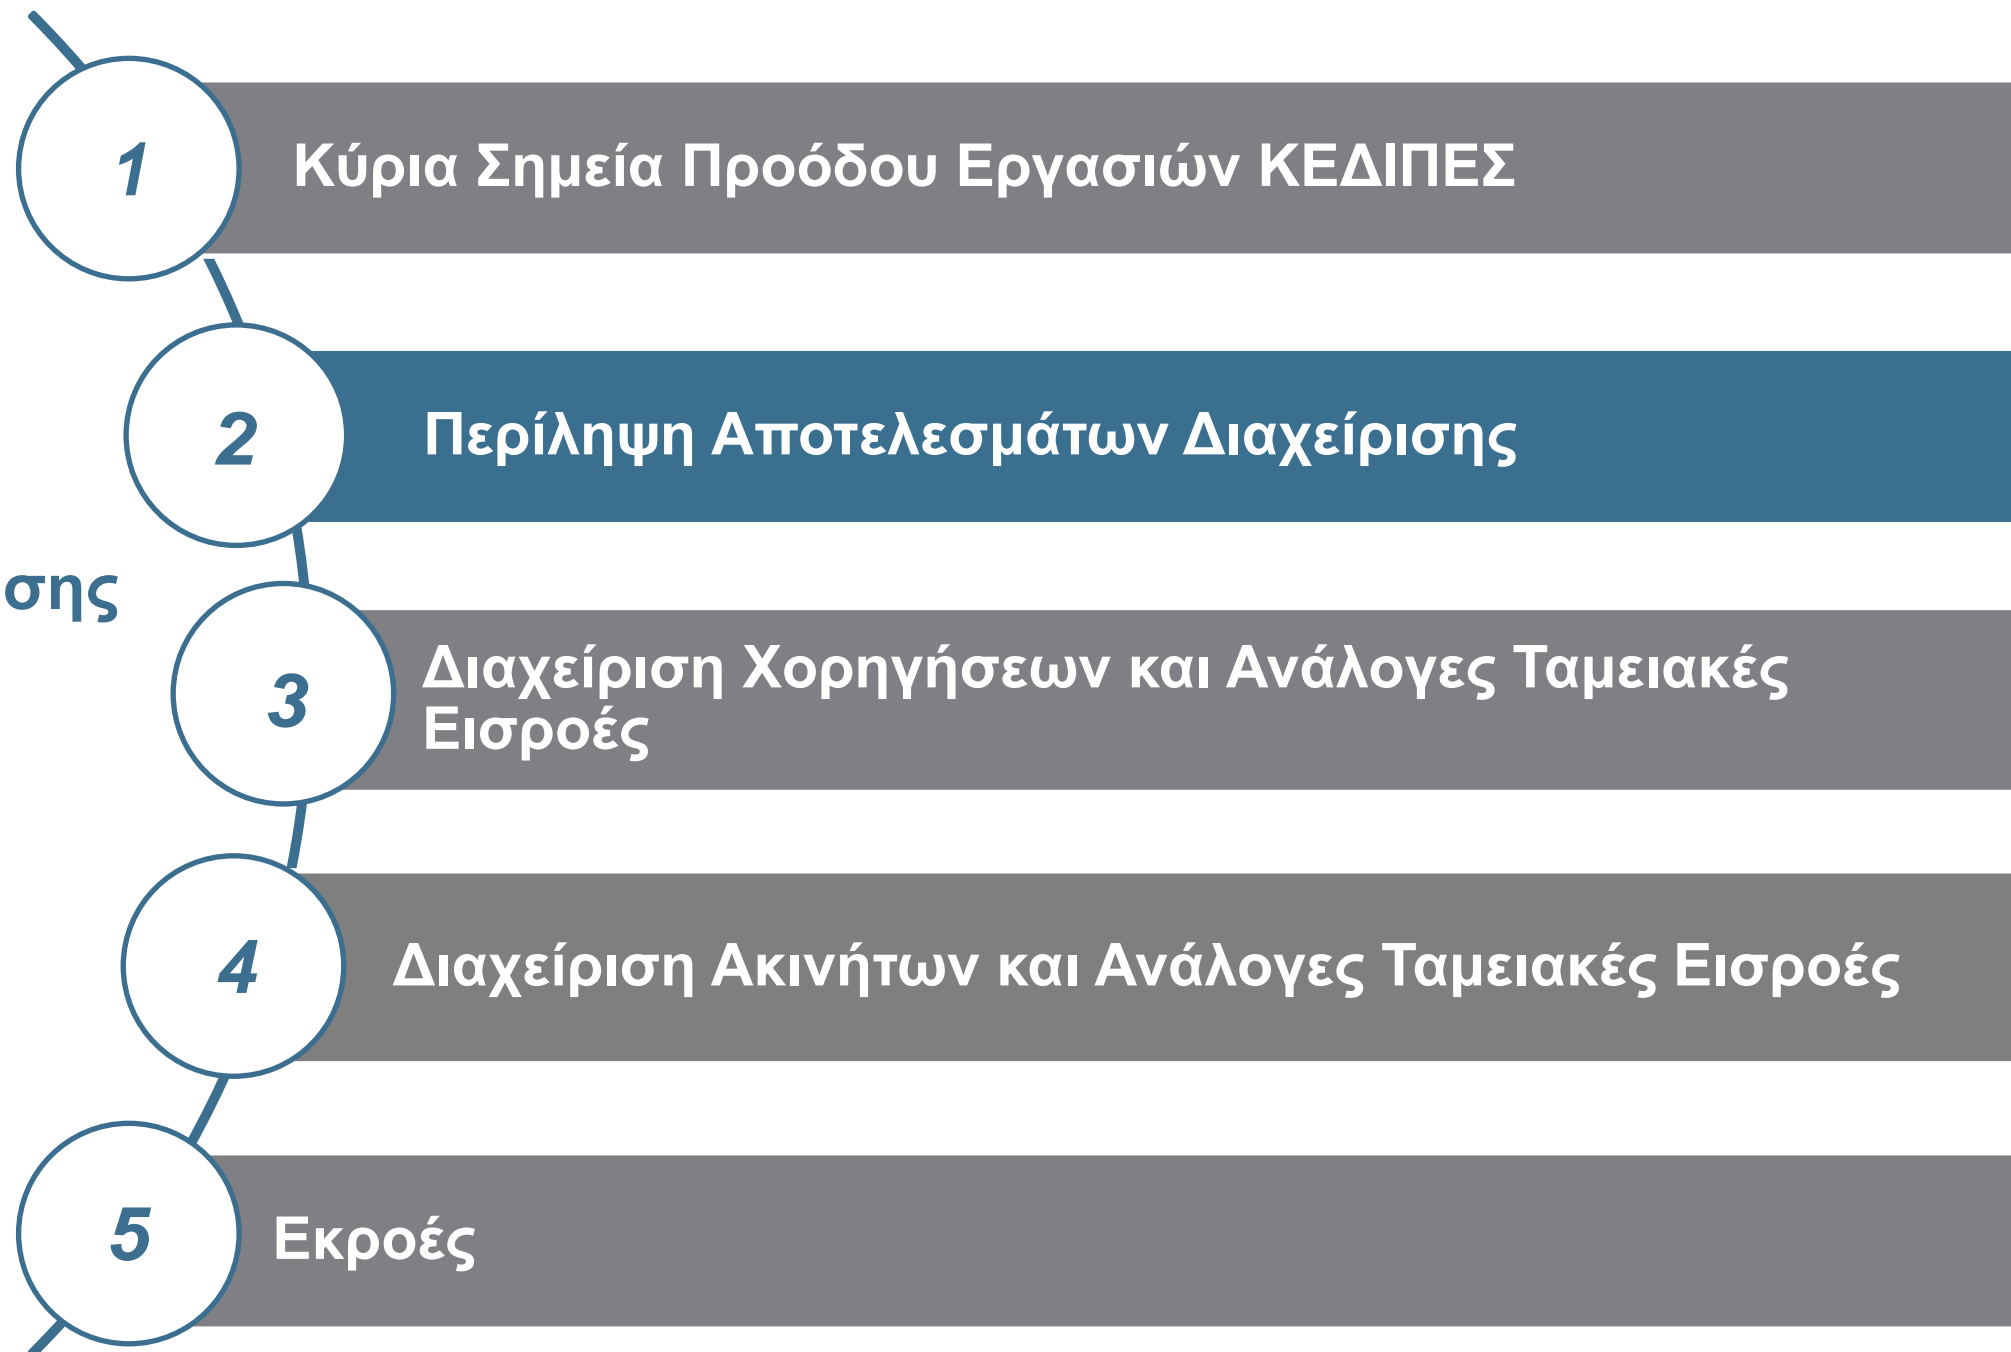 1
Κύρια Σημεία Προόδου Εργασιών ΚΕΔΙΠΕΣ
2
Περίληψη Αποτελεσμάτων Διαχείρισης
σης
3
Διαχείριση Χορηγήσεων και Ανάλογες Ταμειακές
Εισροές
4
Διαχείριση Ακινήτων και Ανάλογες Ταμειακές Εισροές
5
Εκροές